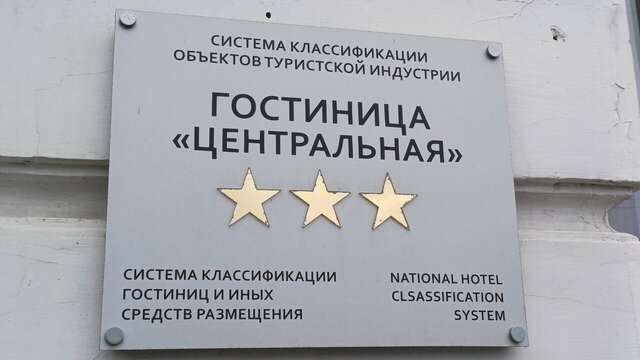 СИСТЕМА КЛАССИФИКАЦИИ
ОБЪЕКТОВ ТУРИСТСКОЙ ИНДУСТРИИ
ГОСТИНИЦА
«ЦЕНТРАЛЬНАЯ»
СИСТЕМА КЛАССИФИКАЦИИ
ГОСТИНИЦ И ИНЫХ
СРЕДСТВ РАЗМЕЩЕНИЯ
NATIONAL HOTEL
CLSASSIFICATION
SYSTEM